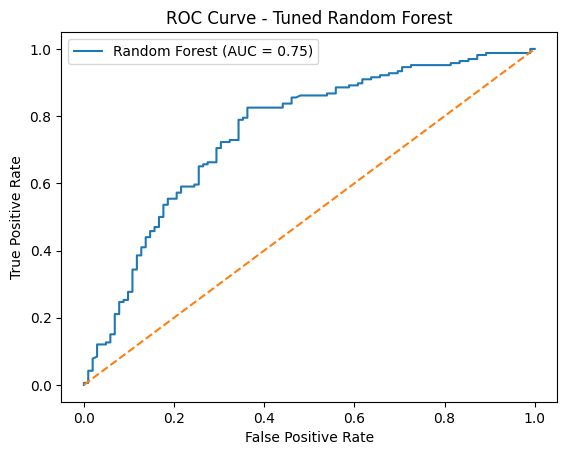 ROC Curve - Tuned Random Forest
Random Forest (AUC = 0.75)
True Positive Rate
1.0
0.8
0.6
0.4
0.2
0.0
0.0 0.2 0.4 0.6 0.8 1.0
False Positive Rate